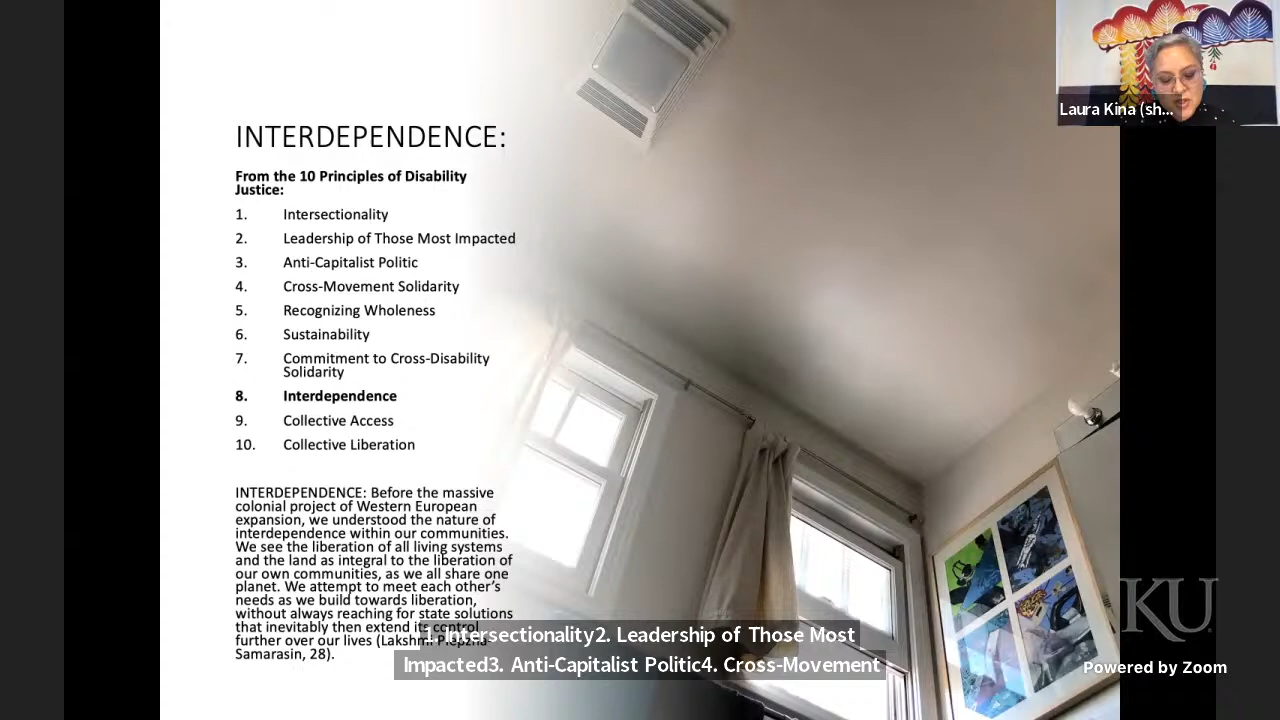 INTERDEPENDENCE:
From the 10 Principles of Disability
Justice:
1. Intersectionality
2. Leadership of Those Most Impacted
3. Anti-Capitalist Politic
4. Cross-Movement Solidarity
5. Recognizing Wholeness
6. Sustainability
7. Commitment to Cross-Disability
Solidarity
8. Interdependence
9. Collective Access
10. Collective Liberation
INTERDEPENDENCE: Before the massive
colonial project of Western European
expansion, we understood the nature of
interdependence within our communities.
We see the liberation of all living systems
and the land as integral to the liberation of
our own communities, as we all share one
planet. We attempt to meet each other's
needs as we build towards liberation,
without always reaching for state solutions
that inevitably then extend its control
further over our lives (Lakshmi Piepzna-
Samarasin, 28).
1. Intersectionality2. Leadership of Those Most
Impacted3. Anti-Capitalist Politic4. Cross-Movement
Laura Kina (sh...
KU
Powered by Zoom